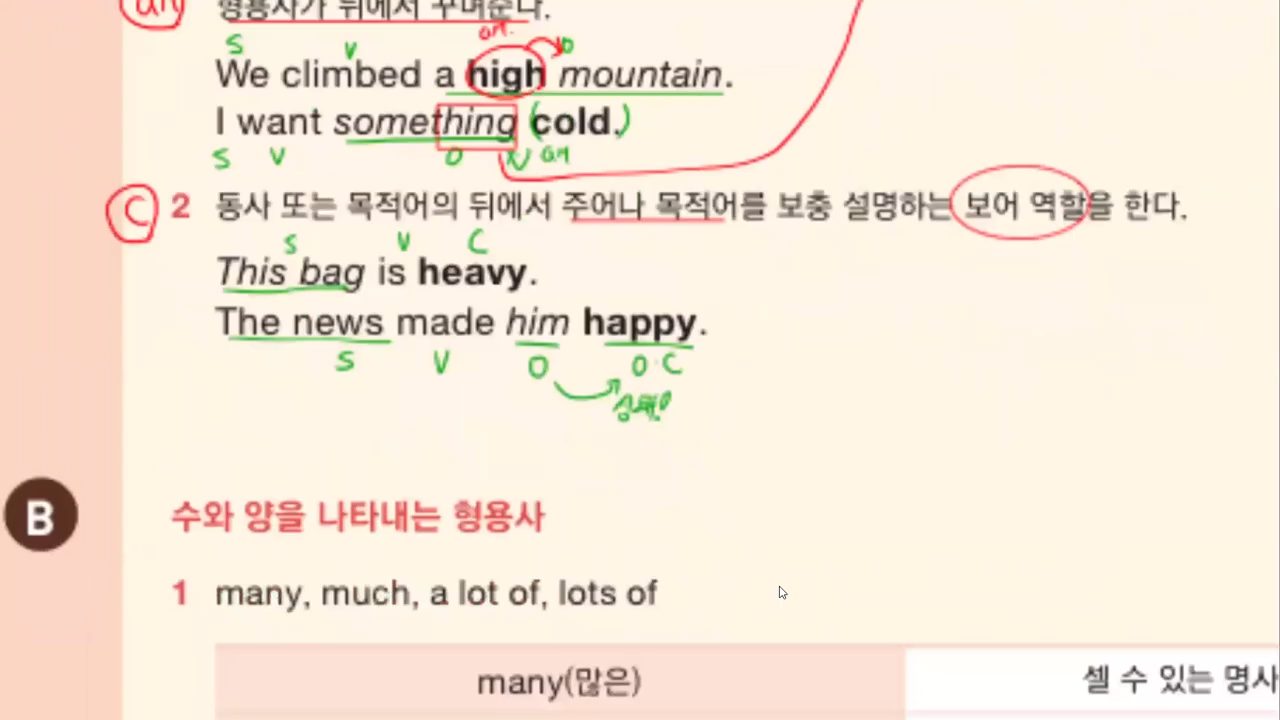 형용사가 뒤에서 꾸며준다.
S V O
We climbed a high mountain.
I want something cold.
S V O
C 2 동사 또는 목적어의 뒤에서 주어나 목적어를 보충 설명하는 보어 역할을 한다.
S V C
This bag is heavy.
The news made him happy.
S V O O·C
B 수와 양을 나타내는 형용사
1 many, much, a lot of, lots of
many(많은) 셀 수 있는 명사